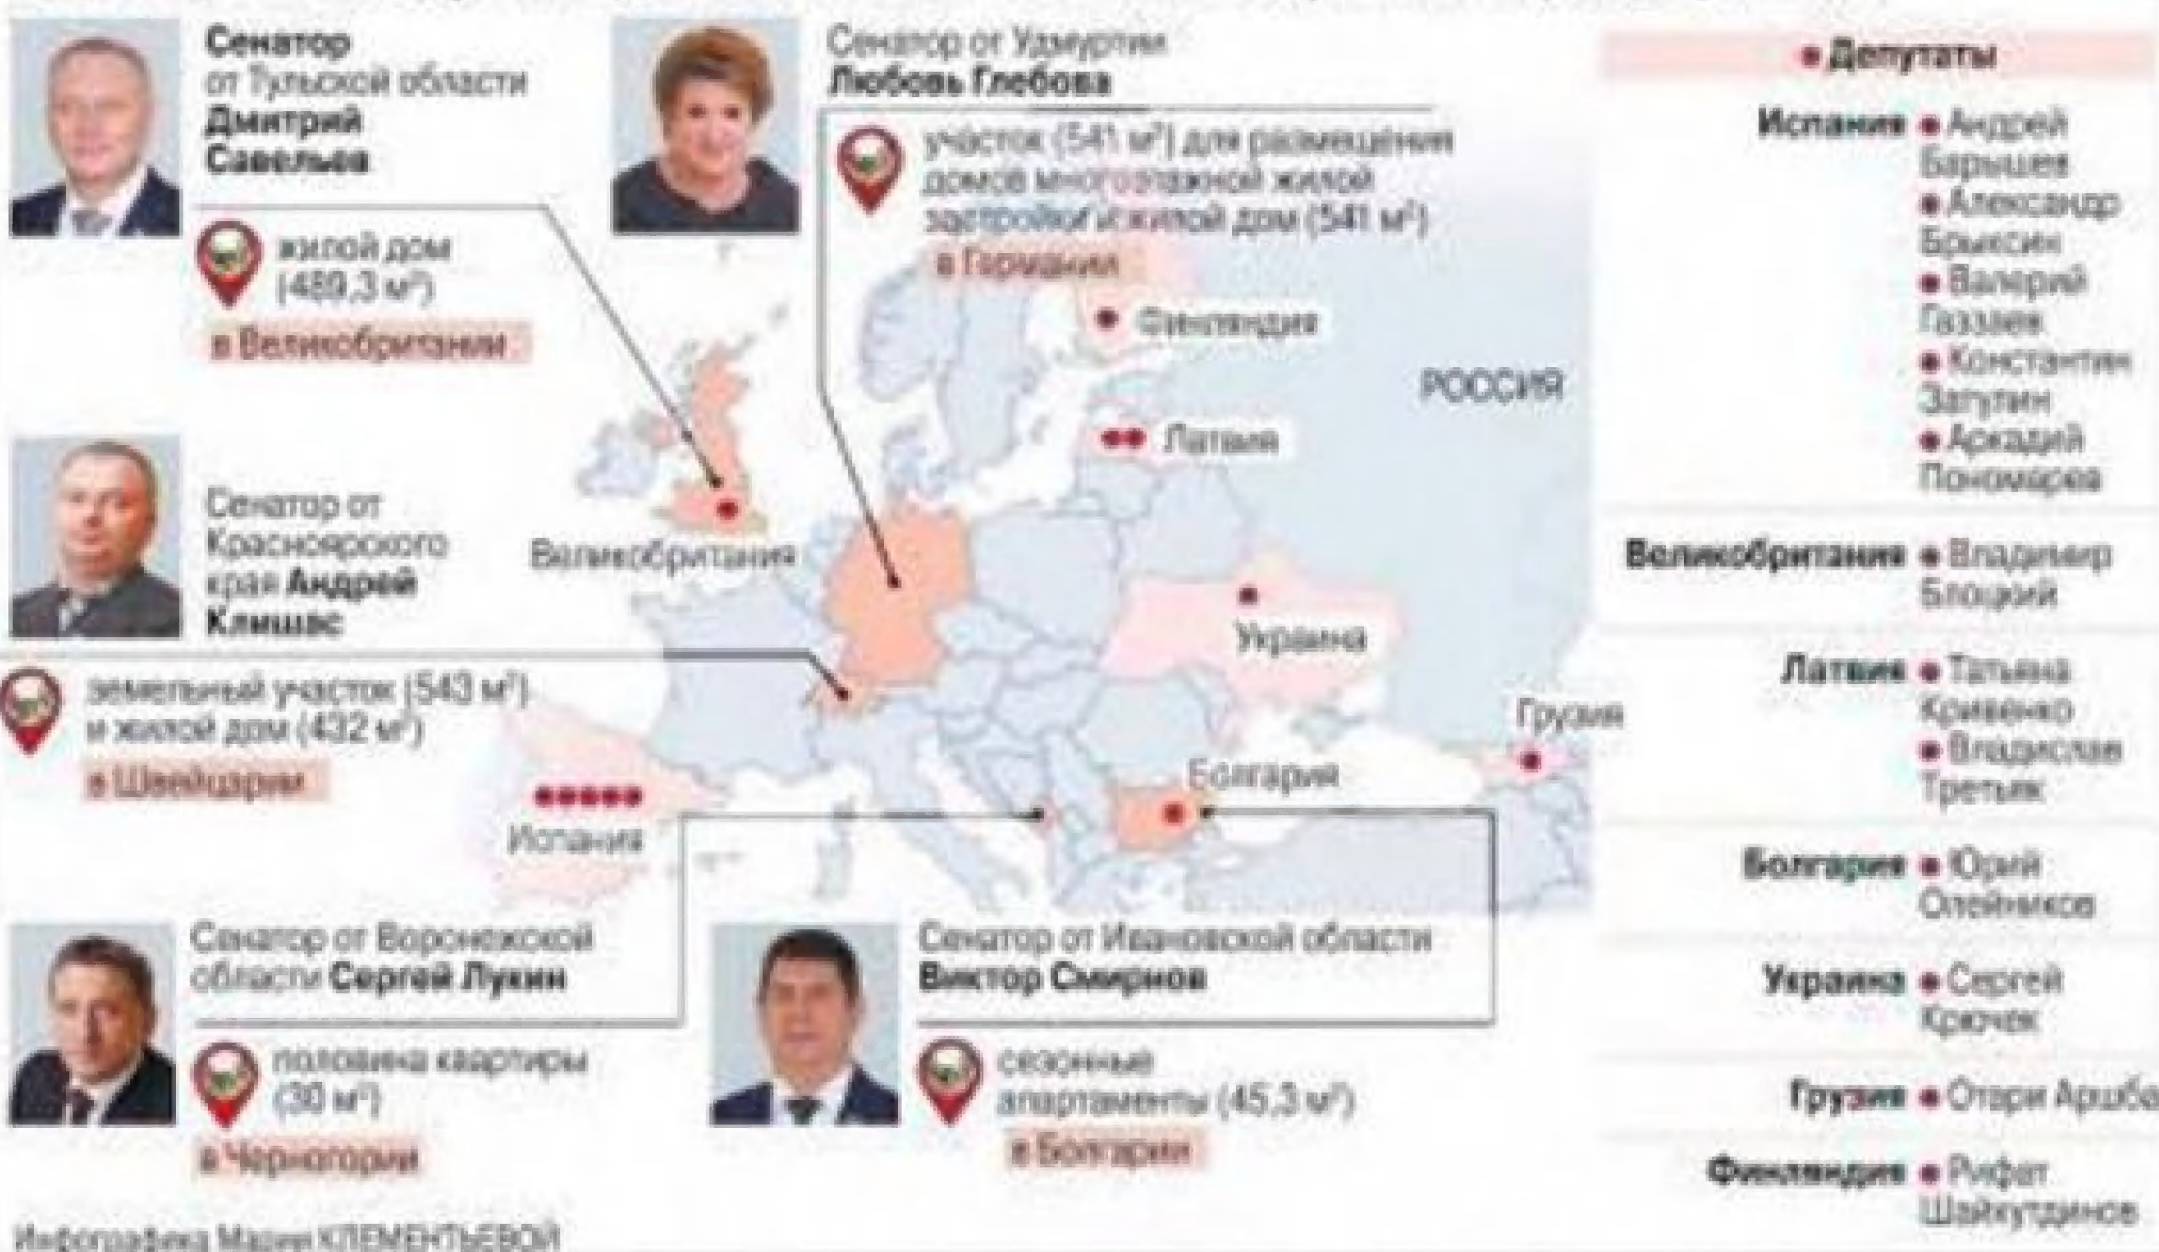 Сенатор
от Тульской области
Дмитрий
Савельев
жилой дом
(489,3 м²)
в Великобритании
Сенатор от Удмуртии
Любовь Глебова
участок (541 м²) для размещения
домов многоэтажной жилой
застройки и жилой дом (541 м²)
в Германии
Сенатор от
Красноярского
края Андрей
Клишас
земельный участок (543 м²)
и жилой дом (432 м²)
в Швейцарии
Финляндия
РОССИЯ
Латвия
Великобритания
Украина
Грузия
Болгария
Испания
Сенатор от Воронежской
области Сергей Лукин
половина квартиры
(30 м²)
в Черногории
Сенатор от Ивановской области
Виктор Смирнов
сезонные
апартаменты (45,3 м²)
в Болгарии
• Депутаты
Испания • Андрей
Барышев
• Александр
Брыксин
• Валерий
Газзаев
• Константин
Затулин
• Аркадий
Пономарев
Великобритания • Владимир
Блоцкий
Латвия • Татьяна
Кривенко
• Владислав
Третьяк
Болгария • Юрий
Олейников
Украина • Сергей
Крючек
Грузия • Отари Аршба
Финляндия • Рифат
Шайхутдинов
Инфографика Марии КЛЕМЕНТЬЕВОЙ